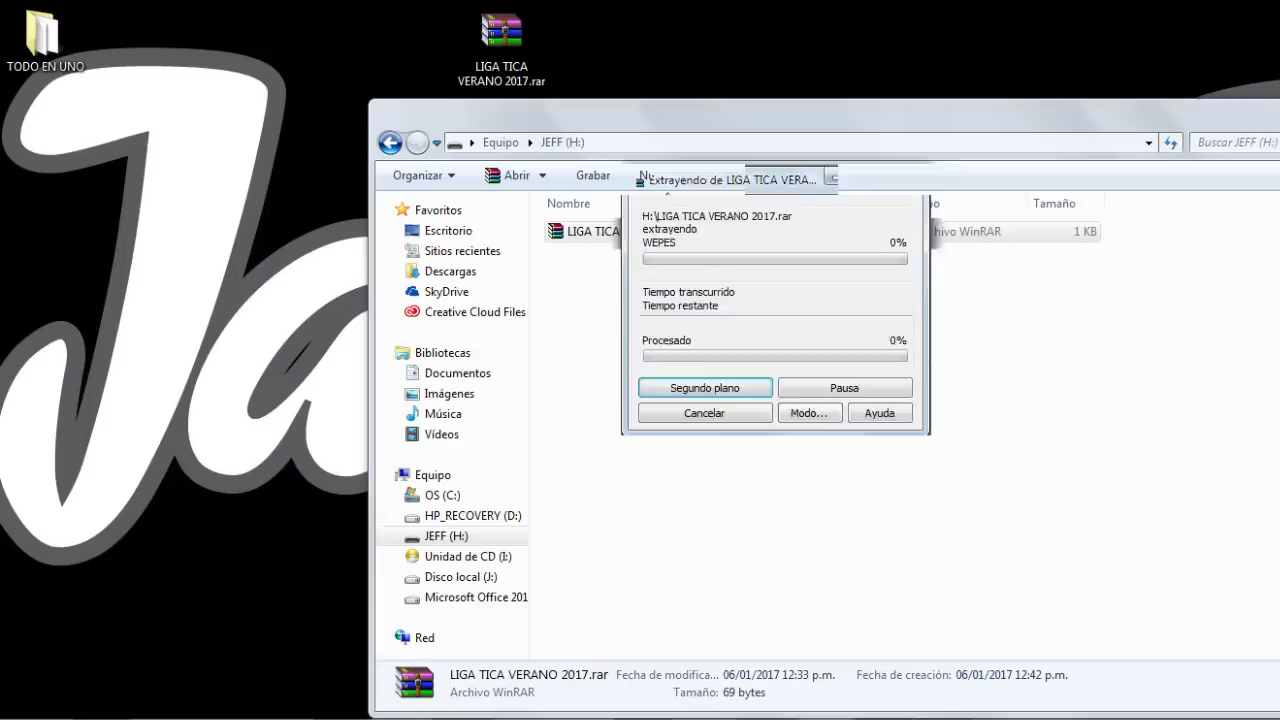 TODO EN UNO
LIGA TICA
VERANO 2017.rar
Equipo
JEFF (H:)
Buscar JEFF (H:)
Organizar
Abrir
Grabar
Extrayendo de LIGA TICA VERA...
Favoritos
Escritorio
Sitios recientes
Descargas
SkyDrive
Creative Cloud Files
Bibliotecas
Documentos
Imágenes
Música
Vídeos
Equipo
OS (C:)
HP_RECOVERY (D:)
JEFF (H:)
Unidad de CD (I:)
Disco local (J:)
Microsoft Office 201
Red
Nombre
Tamaño
LIGA TICA
WinRAR
1 KB
H:\LIGA TICA VERANO 2017.rar
extrayendo
WEPES 0%
Tiempo transcurrido
Tiempo restante
Procesado 0%
Segundo plano
Pausa
Cancelar
Modo...
Ayuda
LIGA TICA VERANO 2017.rar Fecha de modifica... 06/01/2017 12:33 p.m. Fecha de creación: 06/01/2017 12:42 p.m.
Archivo WinRAR Tamaño: 69 bytes